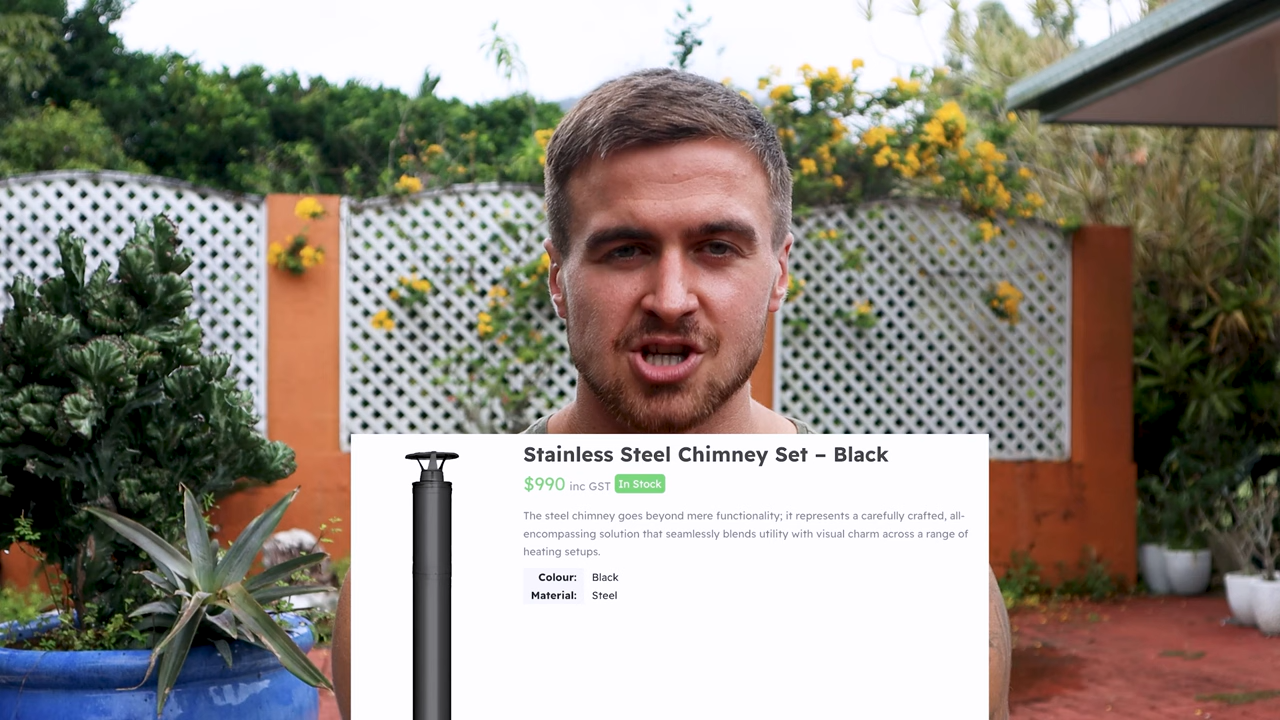 Stainless Steel Chimney Set – Black
$990 inc GST In Stock
The steel chimney goes beyond mere functionality; it represents a carefully crafted, all-
encompassing solution that seamlessly blends utility with visual charm across a range of
heating setups.
Colour: Black
Material: Steel